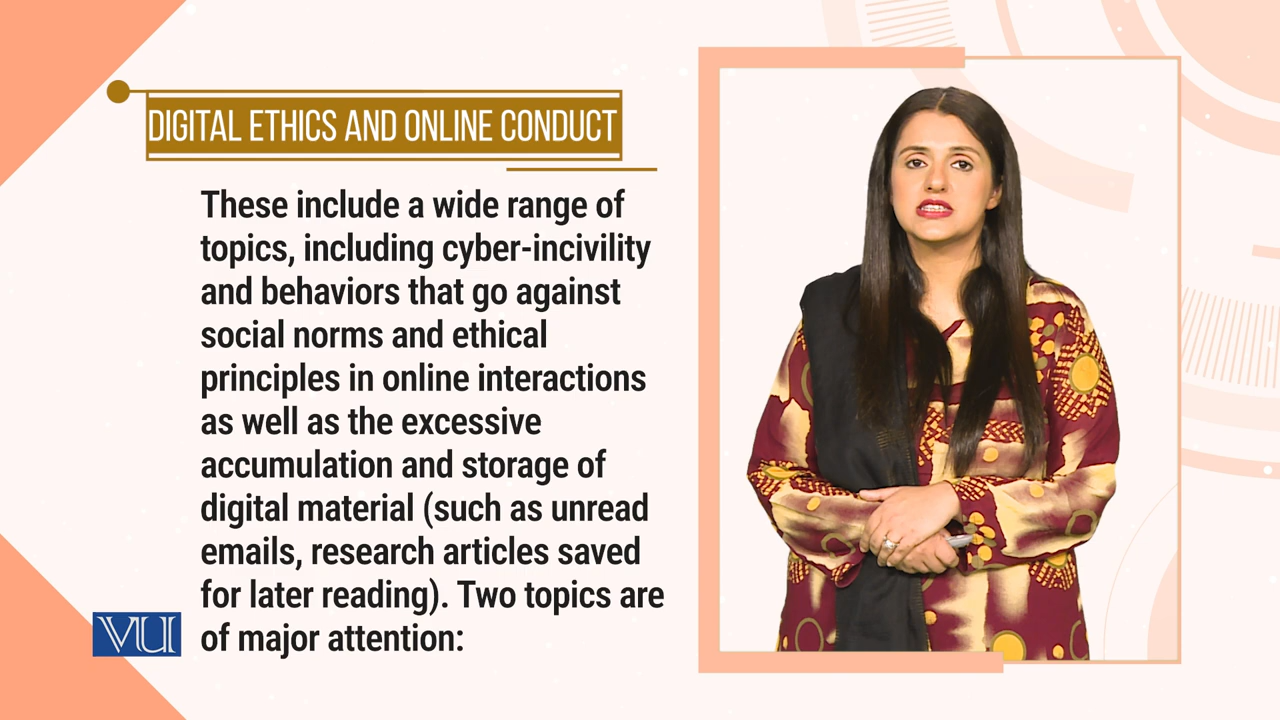 DIGITAL ETHICS AND ONLINE CONDUCT
These include a wide range of
topics, including cyber-incivility
and behaviors that go against
social norms and ethical
principles in online interactions
as well as the excessive
accumulation and storage of
digital material (such as unread
emails, research articles saved
for later reading). Two topics are
of major attention:
VU